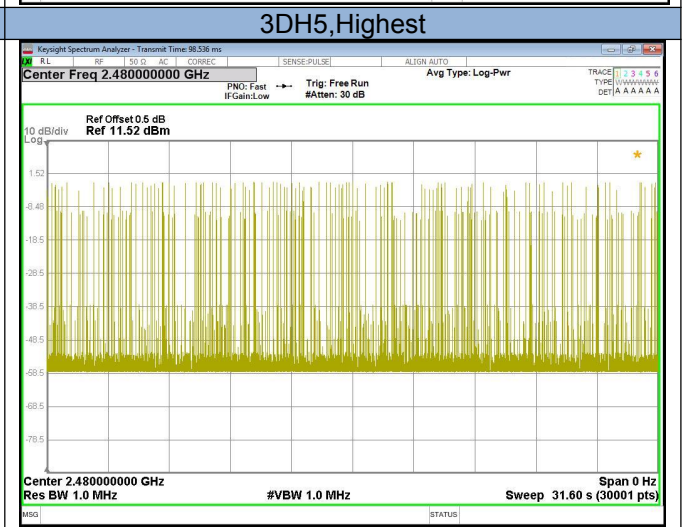 3DH5,Highest
Keysight Spectrum Analyzer - Transmit Time: 98.536 ms
RL RF 50 Ω AC CORREC SENSE:PULSE ALIGN AUTO
Center Freq 2.480000000 GHz Avg Type: Log-Pwr TRACE 1 2 3 4 5 6
PNO: Fast Trig: Free Run TYPE WWWWWW
IFGain:Low #Atten: 30 dB DET A A A A A A
Ref Offset 0.5 dB
10 dB/div Ref 11.52 dBm
Log
1.52
-8.48
-18.5
-28.5
-38.5
-48.5
-58.5
-68.5
-78.5
Center 2.480000000 GHz Span 0 Hz
Res BW 1.0 MHz #VBW 1.0 MHz Sweep 31.60 s (30001 pts)
MSG STATUS